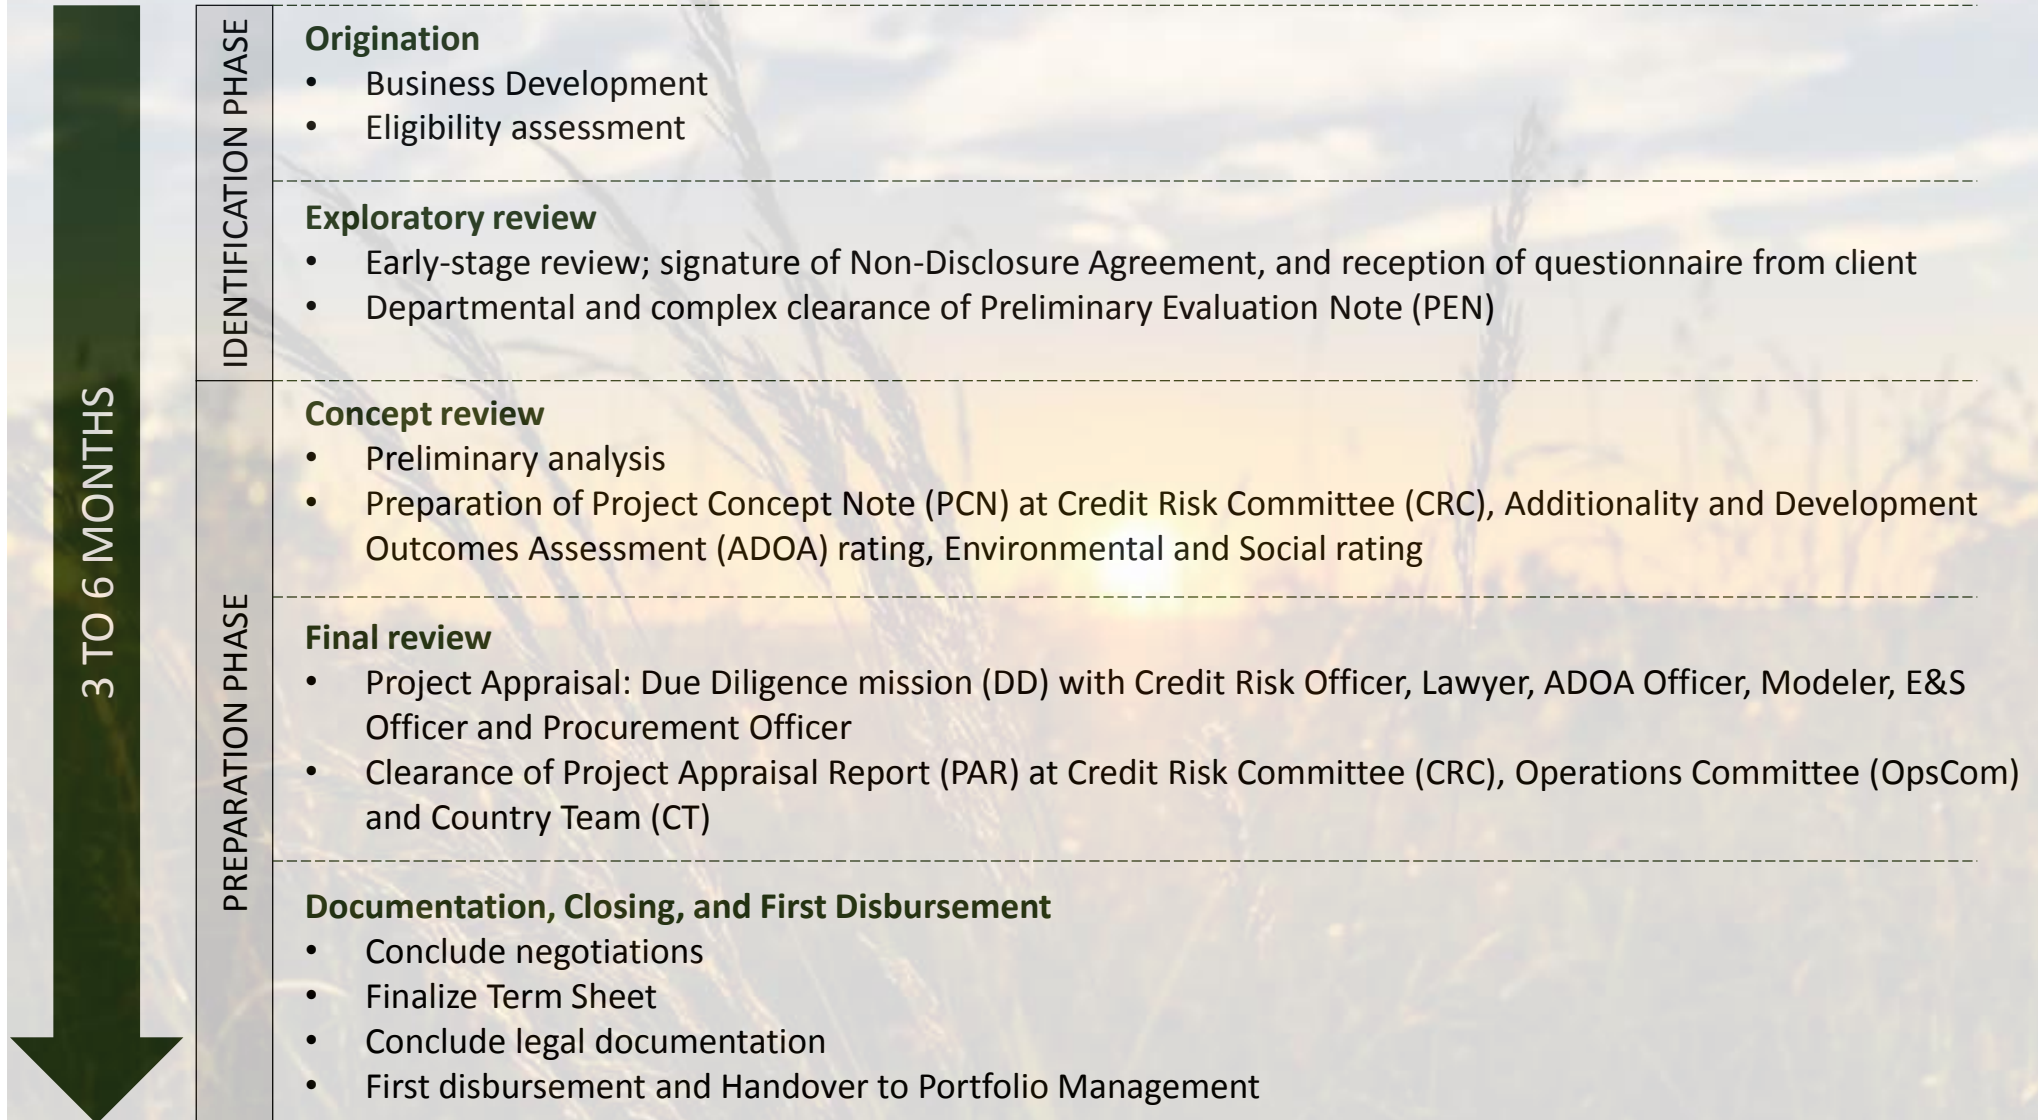 3 TO 6 MONTHS
IDENTIFICATION PHASE
Origination
• Business Development
• Eligibility assessment
Exploratory review
• Early-stage review; signature of Non-Disclosure Agreement, and reception of questionnaire from client
• Departmental and complex clearance of Preliminary Evaluation Note (PEN)
PREPARATION PHASE
Concept review
• Preliminary analysis
• Preparation of Project Concept Note (PCN) at Credit Risk Committee (CRC), Additionality and Development
Outcomes Assessment (ADOA) rating, Environmental and Social rating
Final review
• Project Appraisal: Due Diligence mission (DD) with Credit Risk Officer, Lawyer, ADOA Officer, Modeler, E&S
Officer and Procurement Officer
• Clearance of Project Appraisal Report (PAR) at Credit Risk Committee (CRC), Operations Committee (OpsCom)
and Country Team (CT)
Documentation, Closing, and First Disbursement
• Conclude negotiations
• Finalize Term Sheet
• Conclude legal documentation
• First disbursement and Handover to Portfolio Management